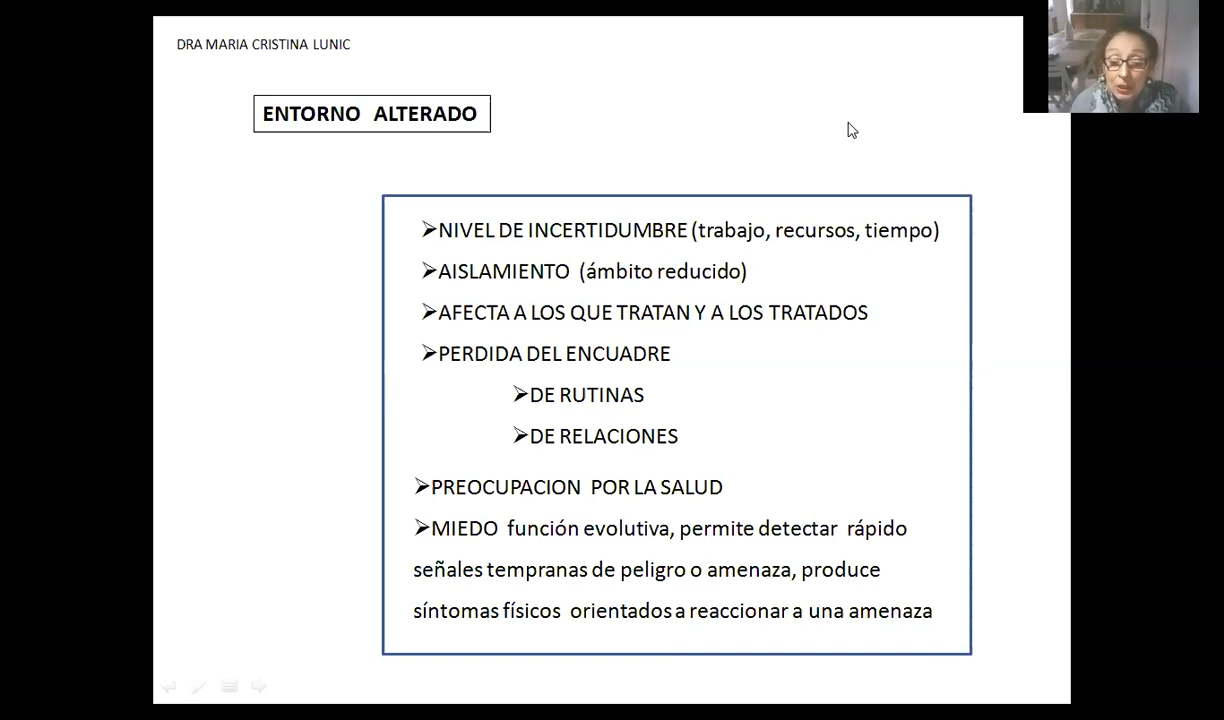 DRA MARIA CRISTINA LUNIC
ENTORNO ALTERADO
➢NIVEL DE INCERTIDUMBRE (trabajo, recursos, tiempo)
➢AISLAMIENTO (ámbito reducido)
➢AFECTA A LOS QUE TRATAN Y A LOS TRATADOS
➢PERDIDA DEL ENCUADRE
➢DE RUTINAS
➢DE RELACIONES
➢PREOCUPACION POR LA SALUD
➢MIEDO función evolutiva, permite detectar rápido
señales tempranas de peligro o amenaza, produce
síntomas físicos orientados a reaccionar a una amenaza